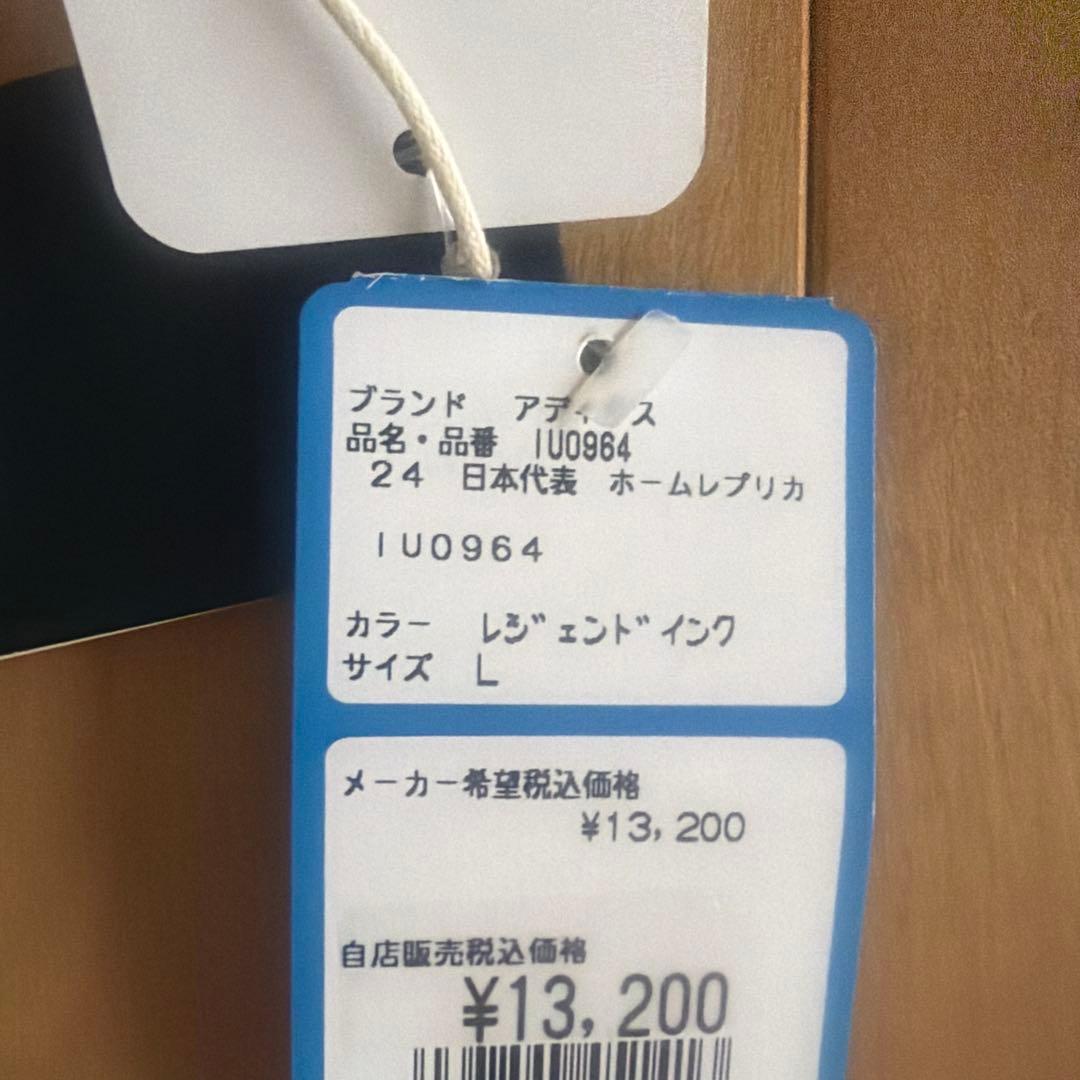 ブランド アディダス
品名・品番 IU0964
24 日本代表 ホームレプリカ
IU0964
カラー レジェンドインク
サイズ L
メーカー希望税込価格
¥13,200
自店販売税込価格
¥13,200